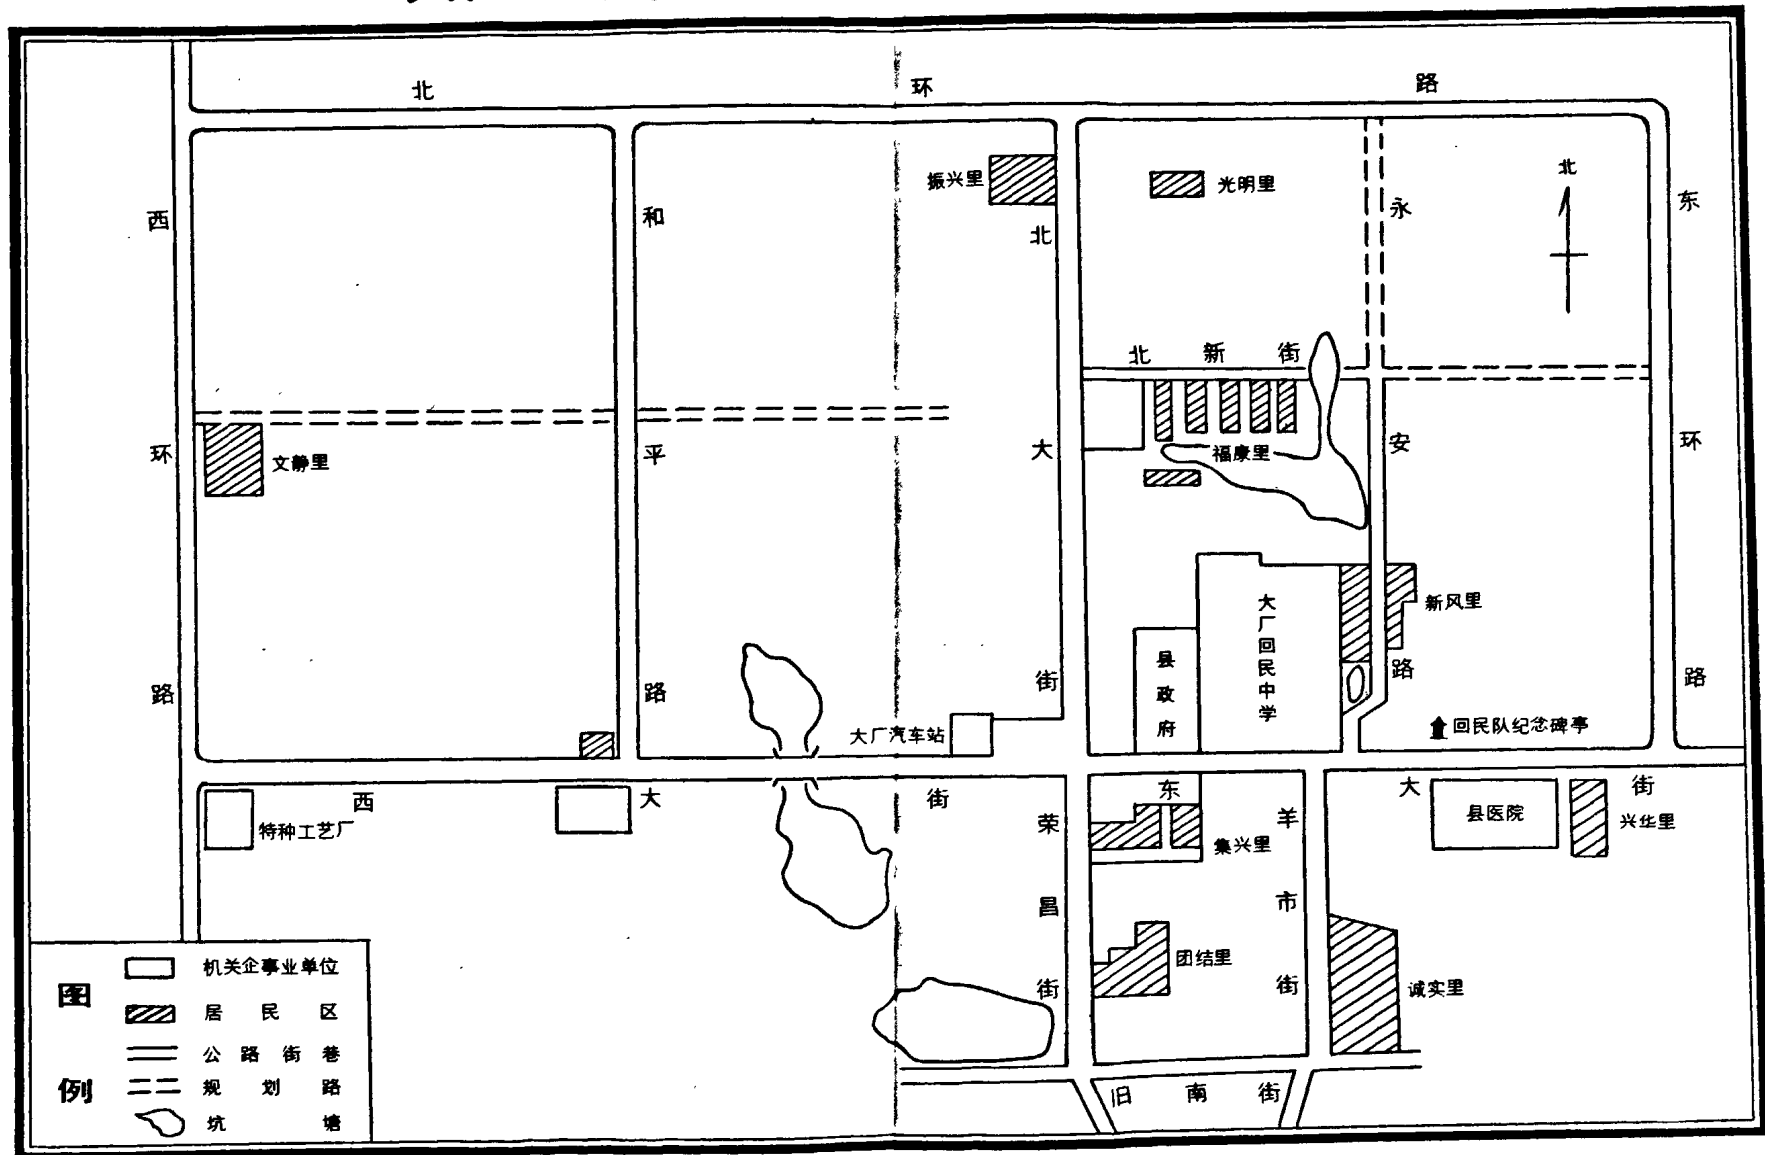 北环路
西环路
和平路
北大街
永安路
东环路
北
振兴里
光明里
北新街
文静里
福康里
新风里
大厂回民中学
县政府
回民队纪念碑亭
大厂汽车站
西大街
东大街
特种工艺厂
县医院
兴华里
荣昌街
集兴里
羊市街
团结里
诚实里
旧南街
图例
机关企事业单位
居民区
公路街巷
规划路
坑塘